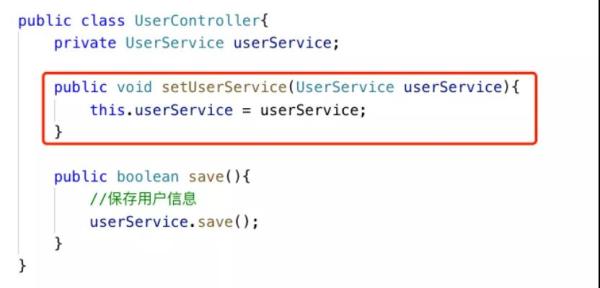 public class UserController{
    private UserService userService;
    public void setUserService(UserService userService){
        this.userService = userService;
    }
    public boolean save(){
        //保存用户信息
        userService.save();
    }
}